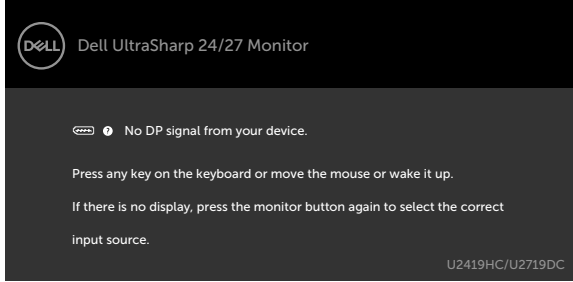 DELL
Dell UltraSharp 24/27 Monitor
? No DP signal from your device.
Press any key on the keyboard or move the mouse or wake it up.
If there is no display, press the monitor button again to select the correct
input source.
U2419HC/U2719DC